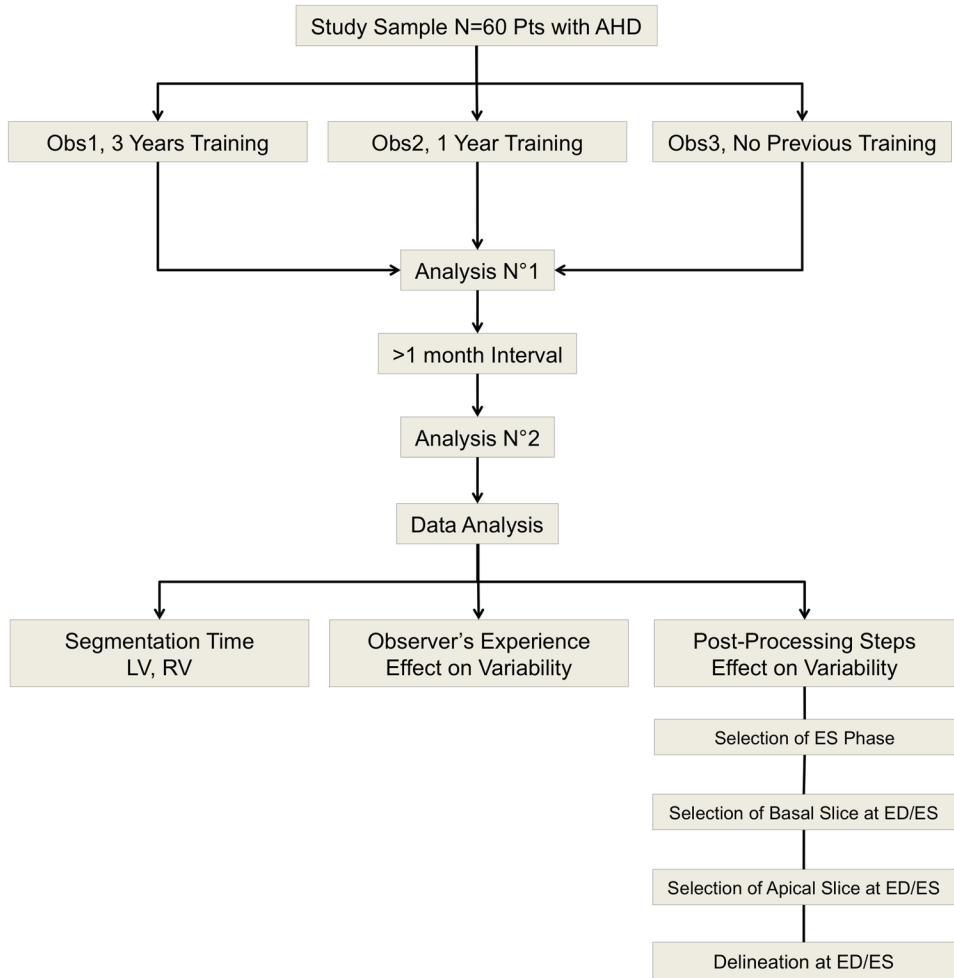 Study Sample N=60 Pts with AHD
Obs1, 3 Years Training
Obs2, 1 Year Training
Obs3, No Previous Training
Analysis N°1
>1 month Interval
Analysis N°2
Data Analysis
Segmentation Time
LV, RV
Observer’s Experience
Effect on Variability
Post-Processing Steps
Effect on Variability
Selection of ES Phase
Selection of Basal Slice at ED/ES
Selection of Apical Slice at ED/ES
Delineation at ED/ES